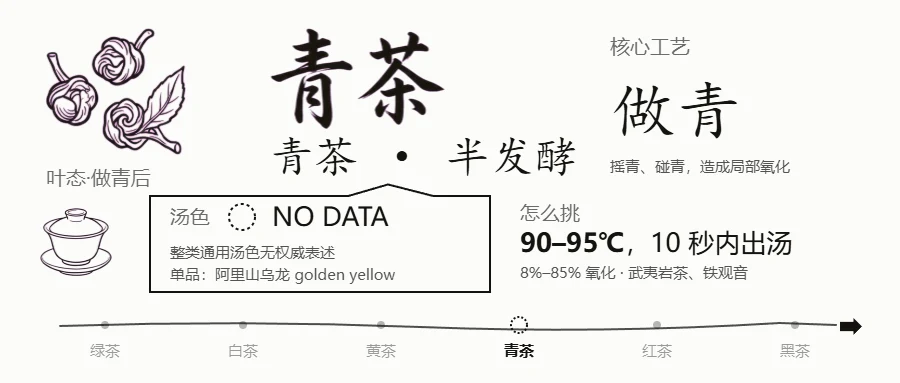 青茶
青茶 · 半发酵
叶态·做青后
核心工艺
做青
摇青、碰青，造成局部氧化
汤色 NO DATA
整类通用汤色无权威表述
单品：阿里山乌龙 golden yellow
怎么挑
90–95℃，10 秒内出汤
8%–85% 氧化 · 武夷岩茶、铁观音
绿茶
白茶
黄茶
青茶
红茶
黑茶